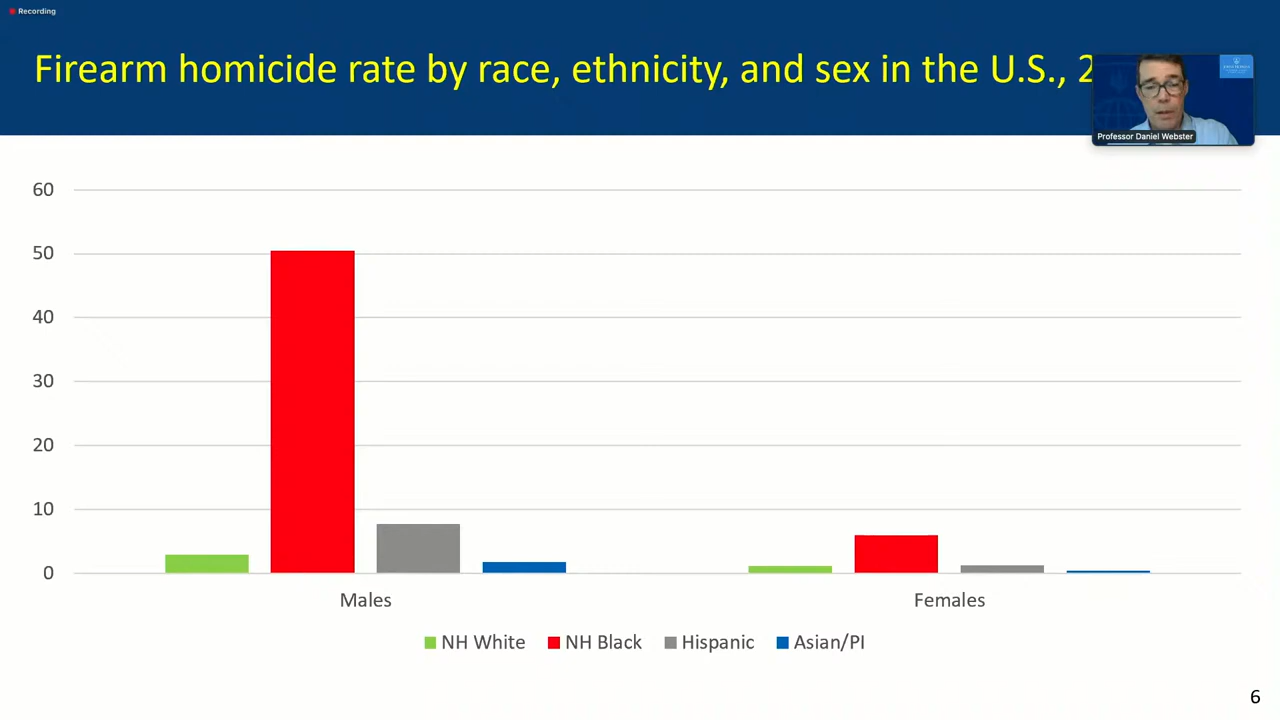 Recording
Firearm homicide rate by race, ethnicity, and sex in the U.S., 2
Professor Daniel Webster
60
50
40
30
20
10
0
Males
Females
NH White
NH Black
Hispanic
Asian/PI
6